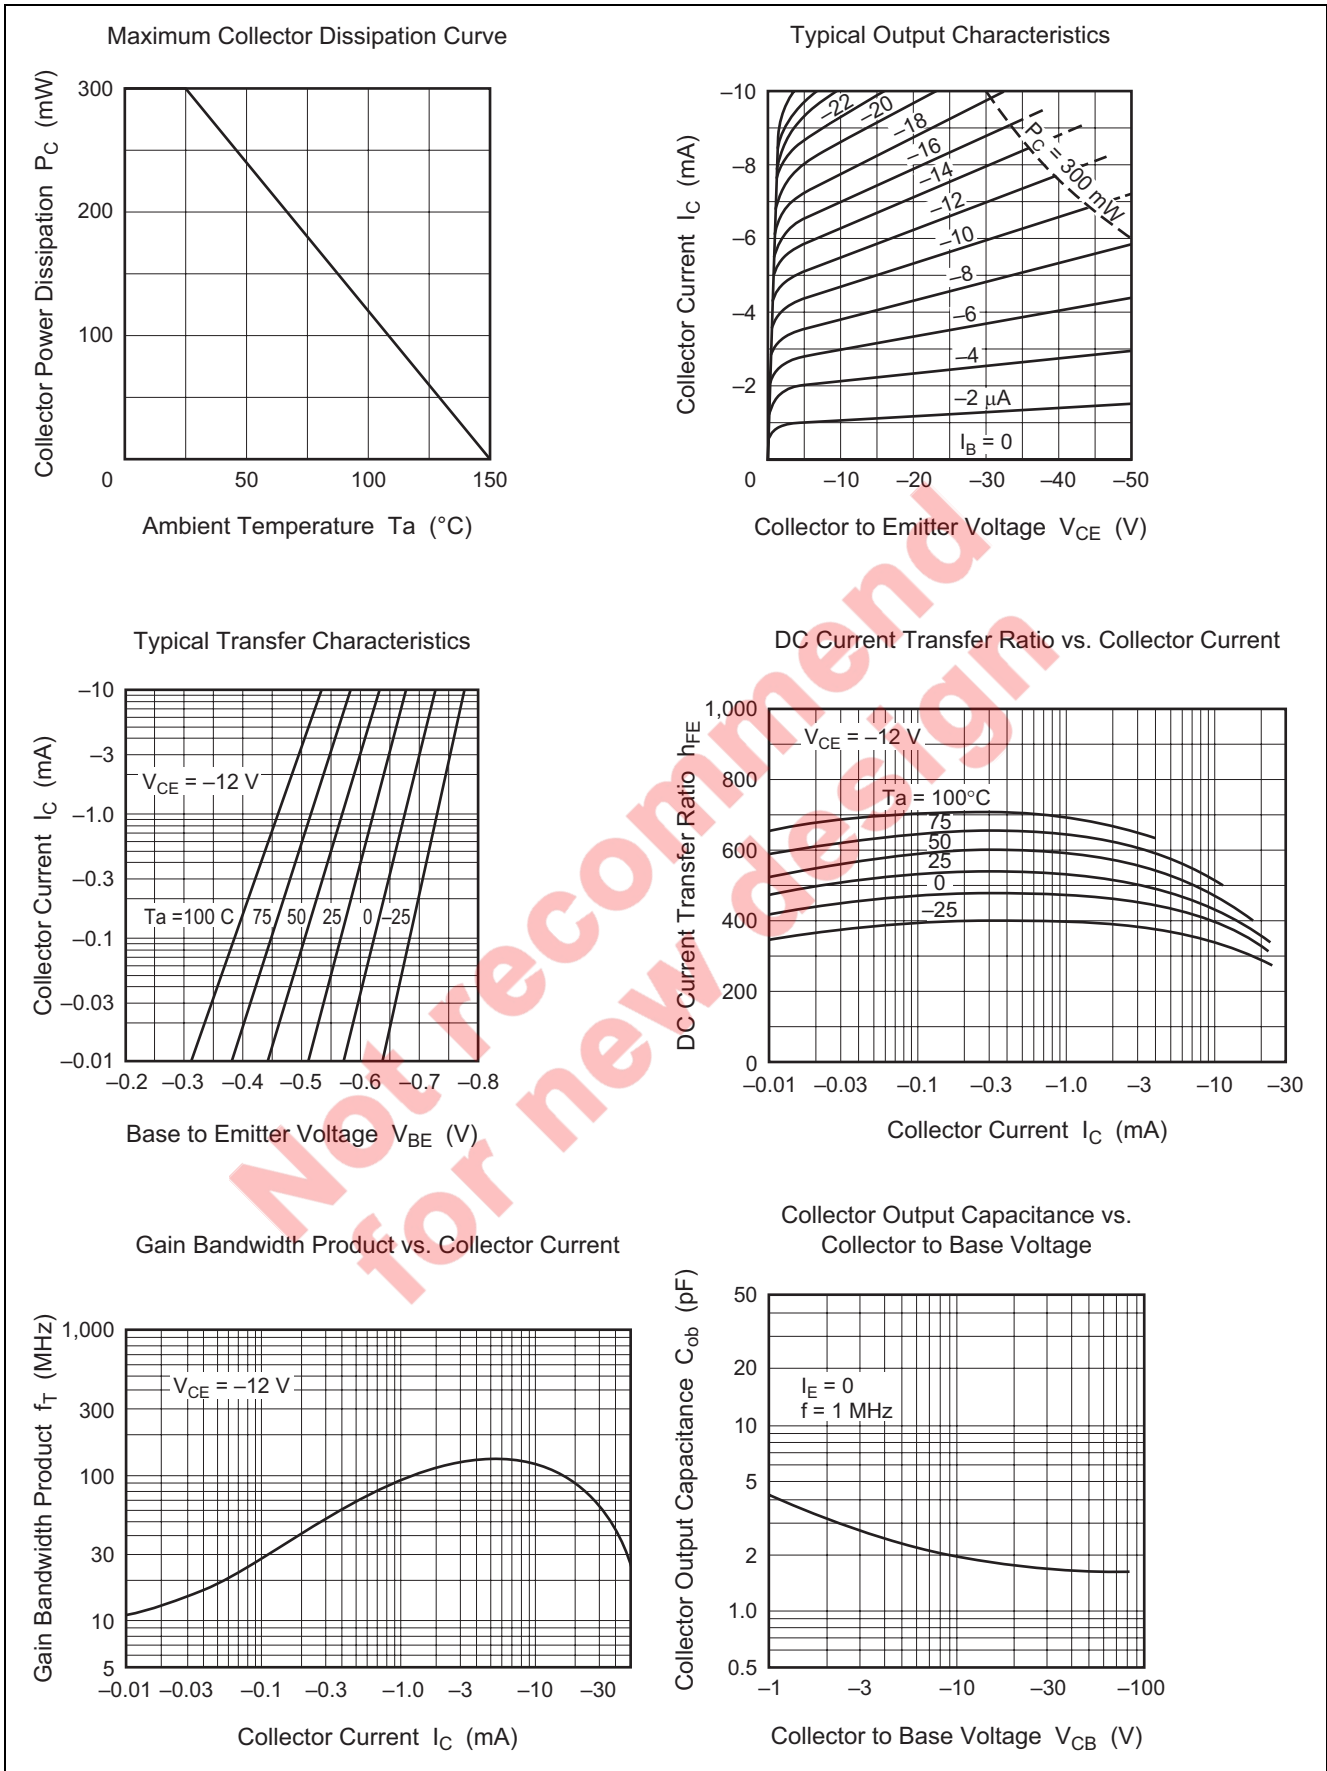 Maximum Collector Dissipation Curve
Collector Power Dissipation PC (mW)
300
200
100
0
50
100
150
Ambient Temperature Ta (°C)
Typical Output Characteristics
Collector Current IC (mA)
–10
–8
–6
–4
–2
0
–10
–20
–30
–40
–50
–22
–20
–18
–16
–14
–12
–10
–8
–6
–4
–2 μA
IB = 0
PC = 300 mW
Collector to Emitter Voltage VCE (V)
Typical Transfer Characteristics
Collector Current IC (mA)
–10
–3
–1.0
–0.3
–0.1
–0.03
–0.01
VCE = –12 V
Ta =100 C 75 50 25 0 –25
–0.2 –0.3 –0.4 –0.5 –0.6 –0.7 –0.8
Base to Emitter Voltage VBE (V)
DC Current Transfer Ratio vs. Collector Current
DC Current Transfer Ratio hFE
1,000
800
600
400
200
0
VCE = –12 V
Ta = 100°C
75
50
25
0
–25
–0.01 –0.03 –0.1 –0.3 –1.0 –3 –10 –30
Collector Current IC (mA)
Gain Bandwidth Product vs. Collector Current
Gain Bandwidth Product fT (MHz)
1,000
300
100
30
10
5
VCE = –12 V
–0.01 –0.03 –0.1 –0.3 –1.0 –3 –10 –30
Collector Current IC (mA)
Collector Output Capacitance vs.
Collector to Base Voltage
Collector Output Capacitance Cob (pF)
50
20
10
5
2
1.0
0.5
IE = 0
f = 1 MHz
–1 –3 –10 –30 –100
Collector to Base Voltage VCB (V)
Not recommend
for new design